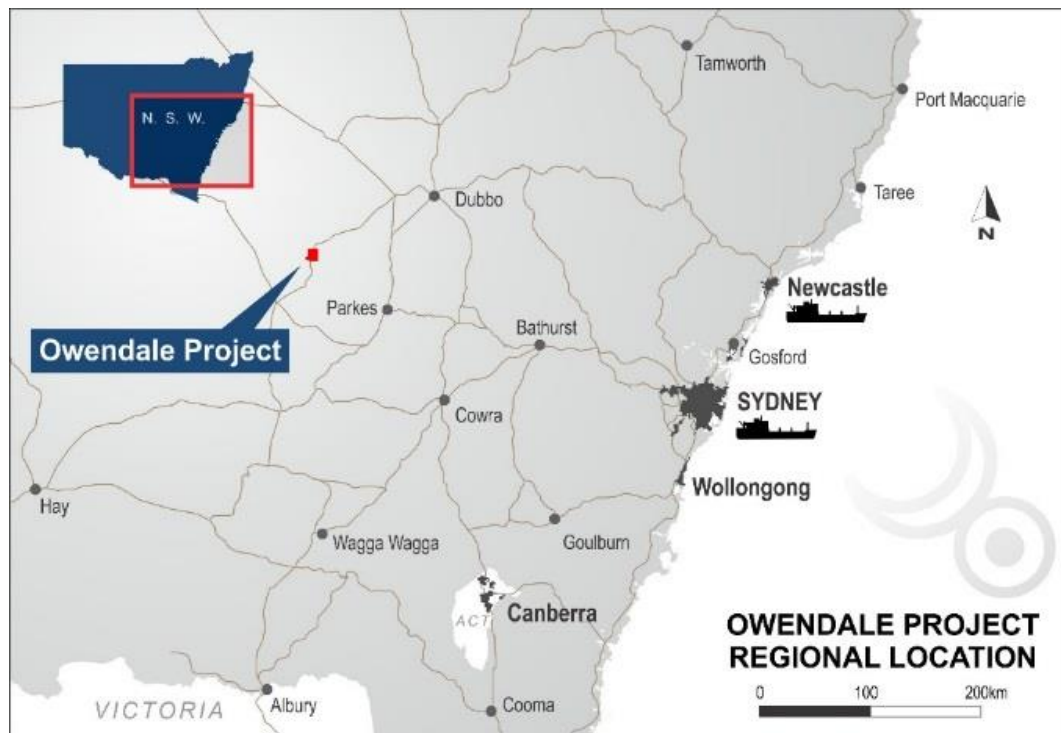 N. S. W.
Tamworth
Port Macquarie
Taree
Dubbo
N
Newcastle
Parkes
Owendale Project
Bathurst
Gosford
SYDNEY
Cowra
Wollongong
Hay
Goulburn
Wagga Wagga
Canberra
ACT
OWENDALE PROJECT
REGIONAL LOCATION
0 100 200km
Albury
VICTORIA
Cooma